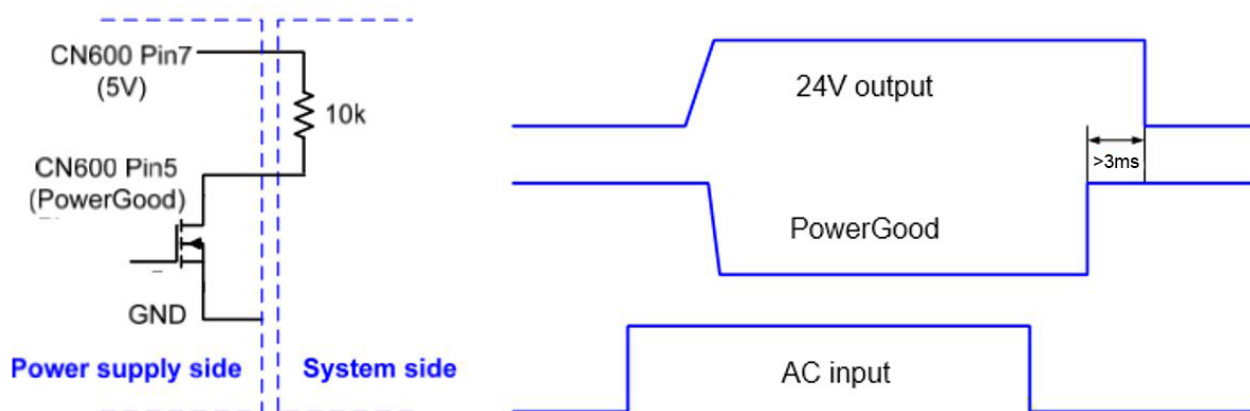 CN600 Pin7
(5V)
10k
CN600 Pin5
(PowerGood)
GND
Power supply side
System side
24V output
>3ms
PowerGood
AC input